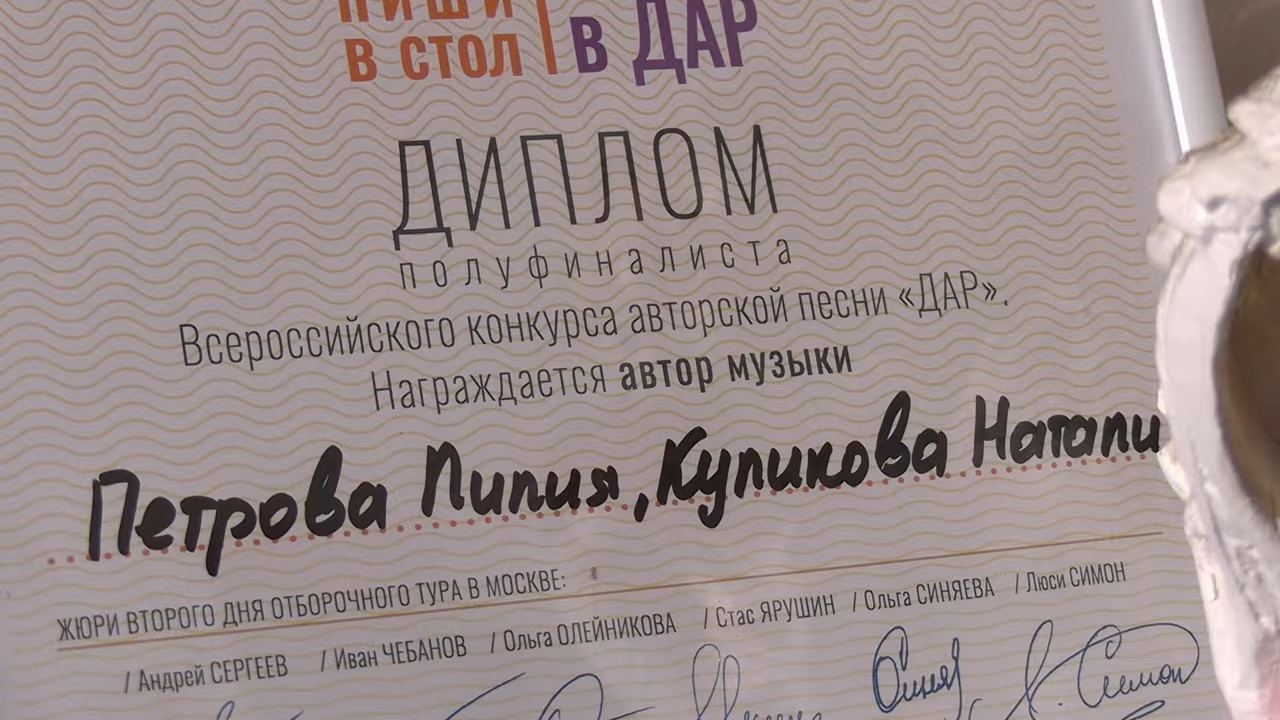 ПИШИ
В СТОЛ | В ДАР
ДИПЛОМ
полуфиналиста
Всероссийского конкурса авторской песни «ДАР».
Награждается автор музыки
Петрова Лилия, Куликова Натали
ЖЮРИ ВТОРОГО ДНЯ ОТБОРОЧНОГО ТУРА В МОСКВЕ:
/ Андрей СЕРГЕЕВ / Иван ЧЕБАНОВ / Ольга ОЛЕЙНИКОВА / Стас ЯРУШИН / Ольга СИНЯЕВА / Люси СИМОН